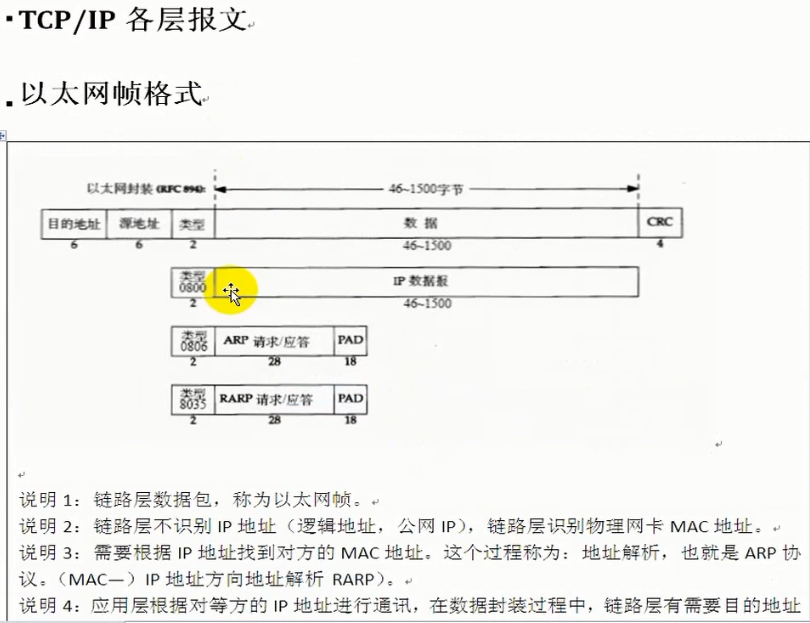 TCP/IP 各层报文
以太网帧格式
以太网封装 (RFC 894): 46~1500字节
目的地址 源地址 类型 数 据 CRC
6 6 2 46~1500 4
类型 0800 IP 数据报
2 46~1500
类型 0806 ARP 请求/应答 PAD
2 28 18
类型 8035 RARP 请求/应答 PAD
2 28 18
说明 1：链路层数据包，称为以太网帧。
说明 2：链路层不识别 IP 地址（逻辑地址，公网 IP），链路层识别物理网卡 MAC 地址。
说明 3：需要根据 IP 地址找到对方的 MAC 地址。这个过程称为：地址解析，也就是 ARP 协
议。（MAC—）IP 地址方向地址解析 RARP）。
说明 4：应用层根据对等方的 IP 地址进行通讯，在数据封装过程中，链路层有需要目的地址